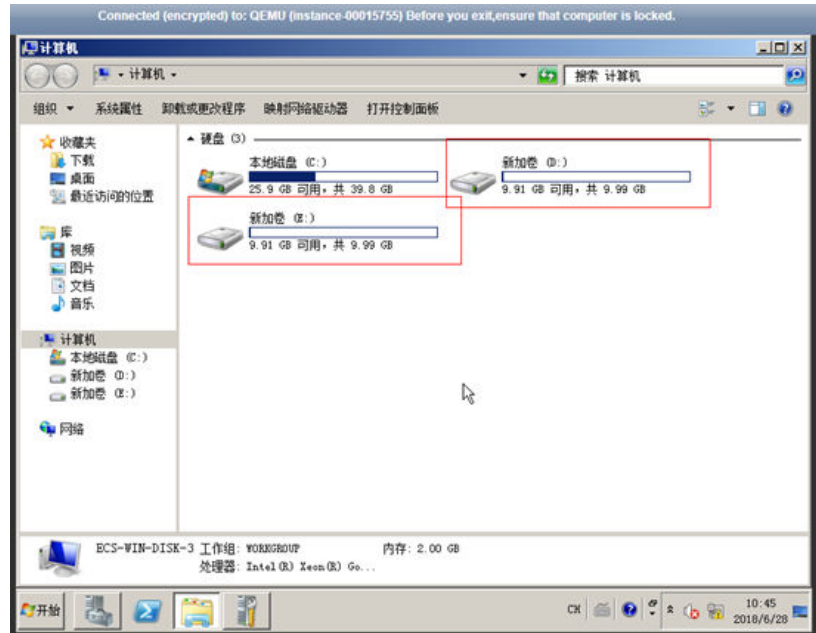 Connected (encrypted) to: QEMU (instance-00015755) Before you exit,ensure that computer is locked.
计算机
计算机
搜索 计算机
组织 系统属性 卸载或更改程序 映射网络驱动器 打开控制面板
收藏夹
下载
桌面
最近访问的位置
库
视频
图片
文档
音乐
计算机
本地磁盘 (C:)
新加卷 (D:)
新加卷 (E:)
网络
硬盘 (3)
本地磁盘 (C:)
25.9 GB 可用，共 39.8 GB
新加卷 (D:)
9.91 GB 可用，共 9.99 GB
新加卷 (E:)
9.91 GB 可用，共 9.99 GB
ECS-WIN-DISK-3 工作组: WORKGROUP 内存: 2.00 GB
处理器: Intel(R) Xeon(R) Go...
开始
CH
10:45
2018/6/28